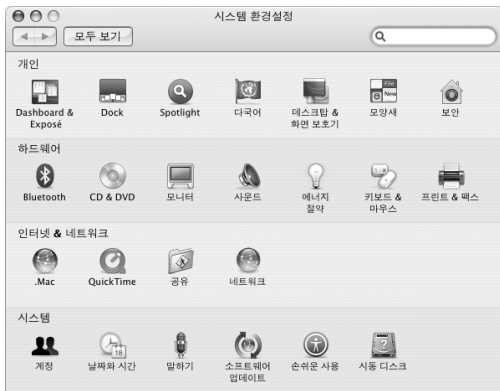 시스템 환경설정
모두 보기
개인
Dashboard & Exposé
Dock
Spotlight
다국어
데스크탑 & 화면 보호기
File
New
모양새
보안
하드웨어
Bluetooth
CD & DVD
모니터
사운드
에너지 절약
키보드 & 마우스
프린트 & 팩스
인터넷 & 네트워크
.Mac
QuickTime
공유
네트워크
시스템
계정
18
날짜와 시간
말하기
소프트웨어 업데이트
손쉬운 사용
?
시동 디스크